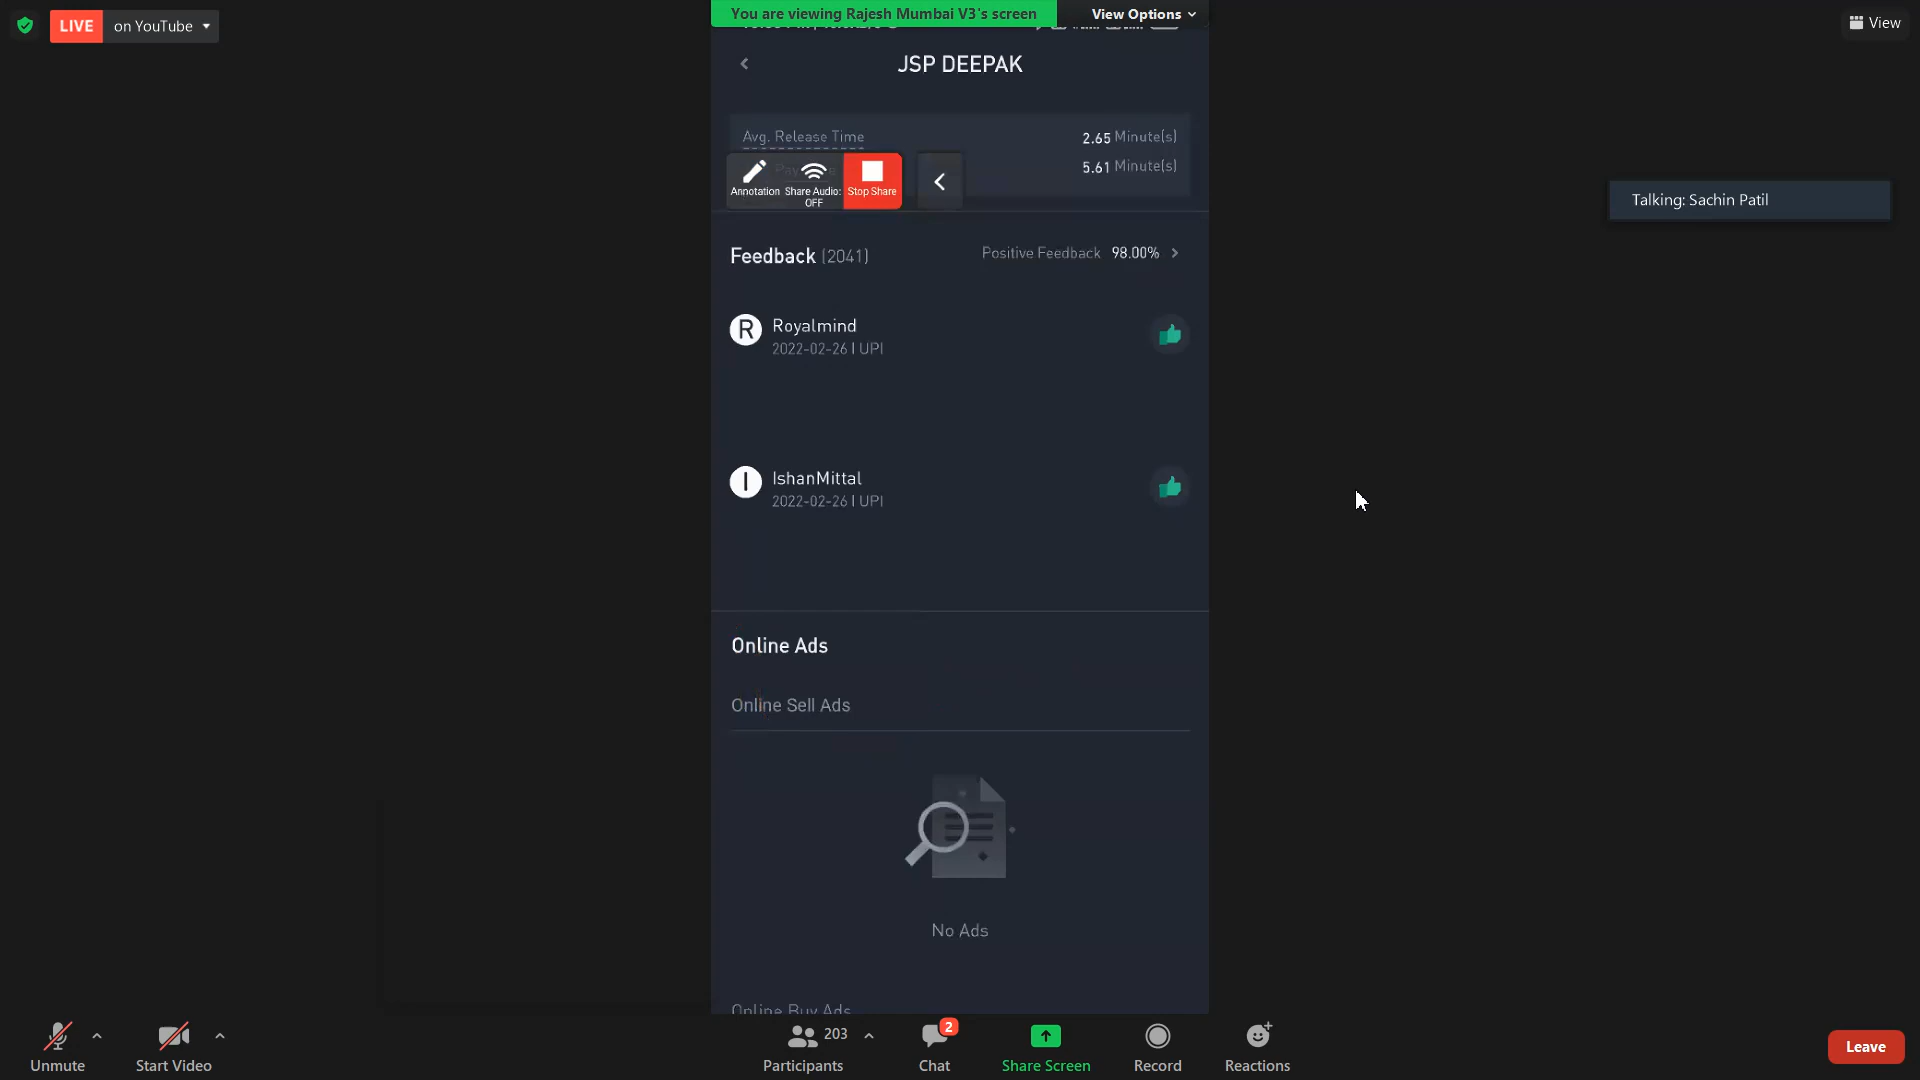 LIVE on YouTube
You are viewing Rajesh Mumbai V3's screen
View Options
View
JSP DEEPAK
Avg. Release Time 2.65 Minute(s)
5.61 Minute(s)
Annotation
Share Audio: OFF
Stop Share
Talking: Sachin Patil
Feedback (2041)
Positive Feedback 98.00%
R
Royalmind
2022-02-26 | UPI
I
IshanMittal
2022-02-26 | UPI
Online Ads
Online Sell Ads
No Ads
Online Buy Ads
Unmute
Start Video
203
Participants
2
Chat
Share Screen
Record
Reactions
Leave